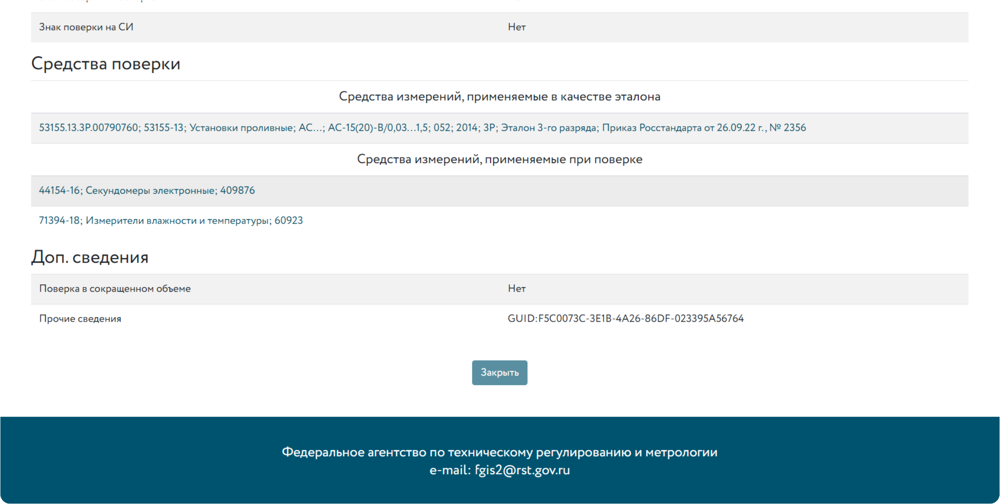 Знак поверки на СИ Нет
Средства поверки
Средства измерений, применяемые в качестве эталона
53155.13.3Р.00790760; 53155-13; Установки проливные; АС...; АС-15(20)-В/0,03...1,5; 052; 2014; 3Р; Эталон 3-го разряда; Приказ Росстандарта от 26.09.22 г., № 2356
Средства измерений, применяемые при поверке
44154-16; Секундомеры электронные; 409876
71394-18; Измерители влажности и температуры; 60923
Доп. сведения
Поверка в сокращенном объеме Нет
Прочие сведения GUID:F5C0073C-3E1B-4A26-86DF-023395A56764
Закрыть
Федеральное агентство по техническому регулированию и метрологии
e-mail: fgis2@rst.gov.ru